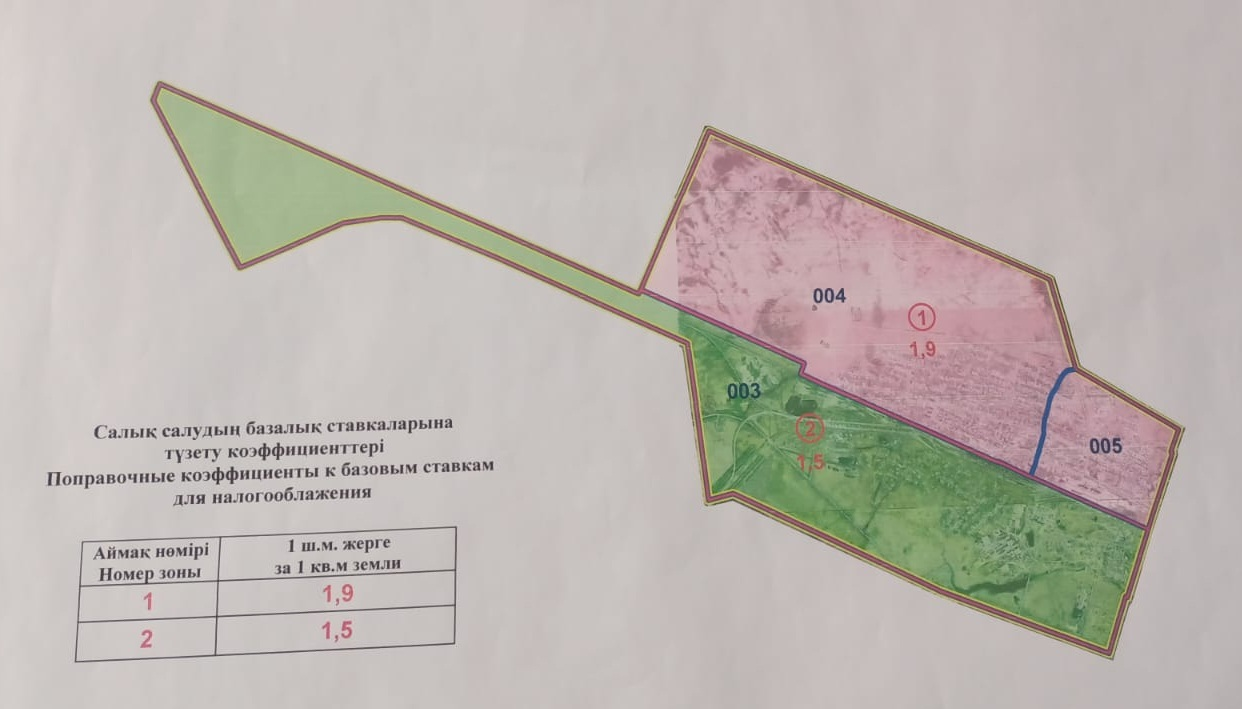 004
1
1,9
003
2
1,5
005
Салық салудың базалық ставкаларына
түзету коэффициенттері
Поправочные коэффициенты к базовым ставкам
для налогооблажения
Аймақ нөмірі
Номер зоны
1 ш.м. жерге
за 1 кв.м земли
1
1,9
2
1,5